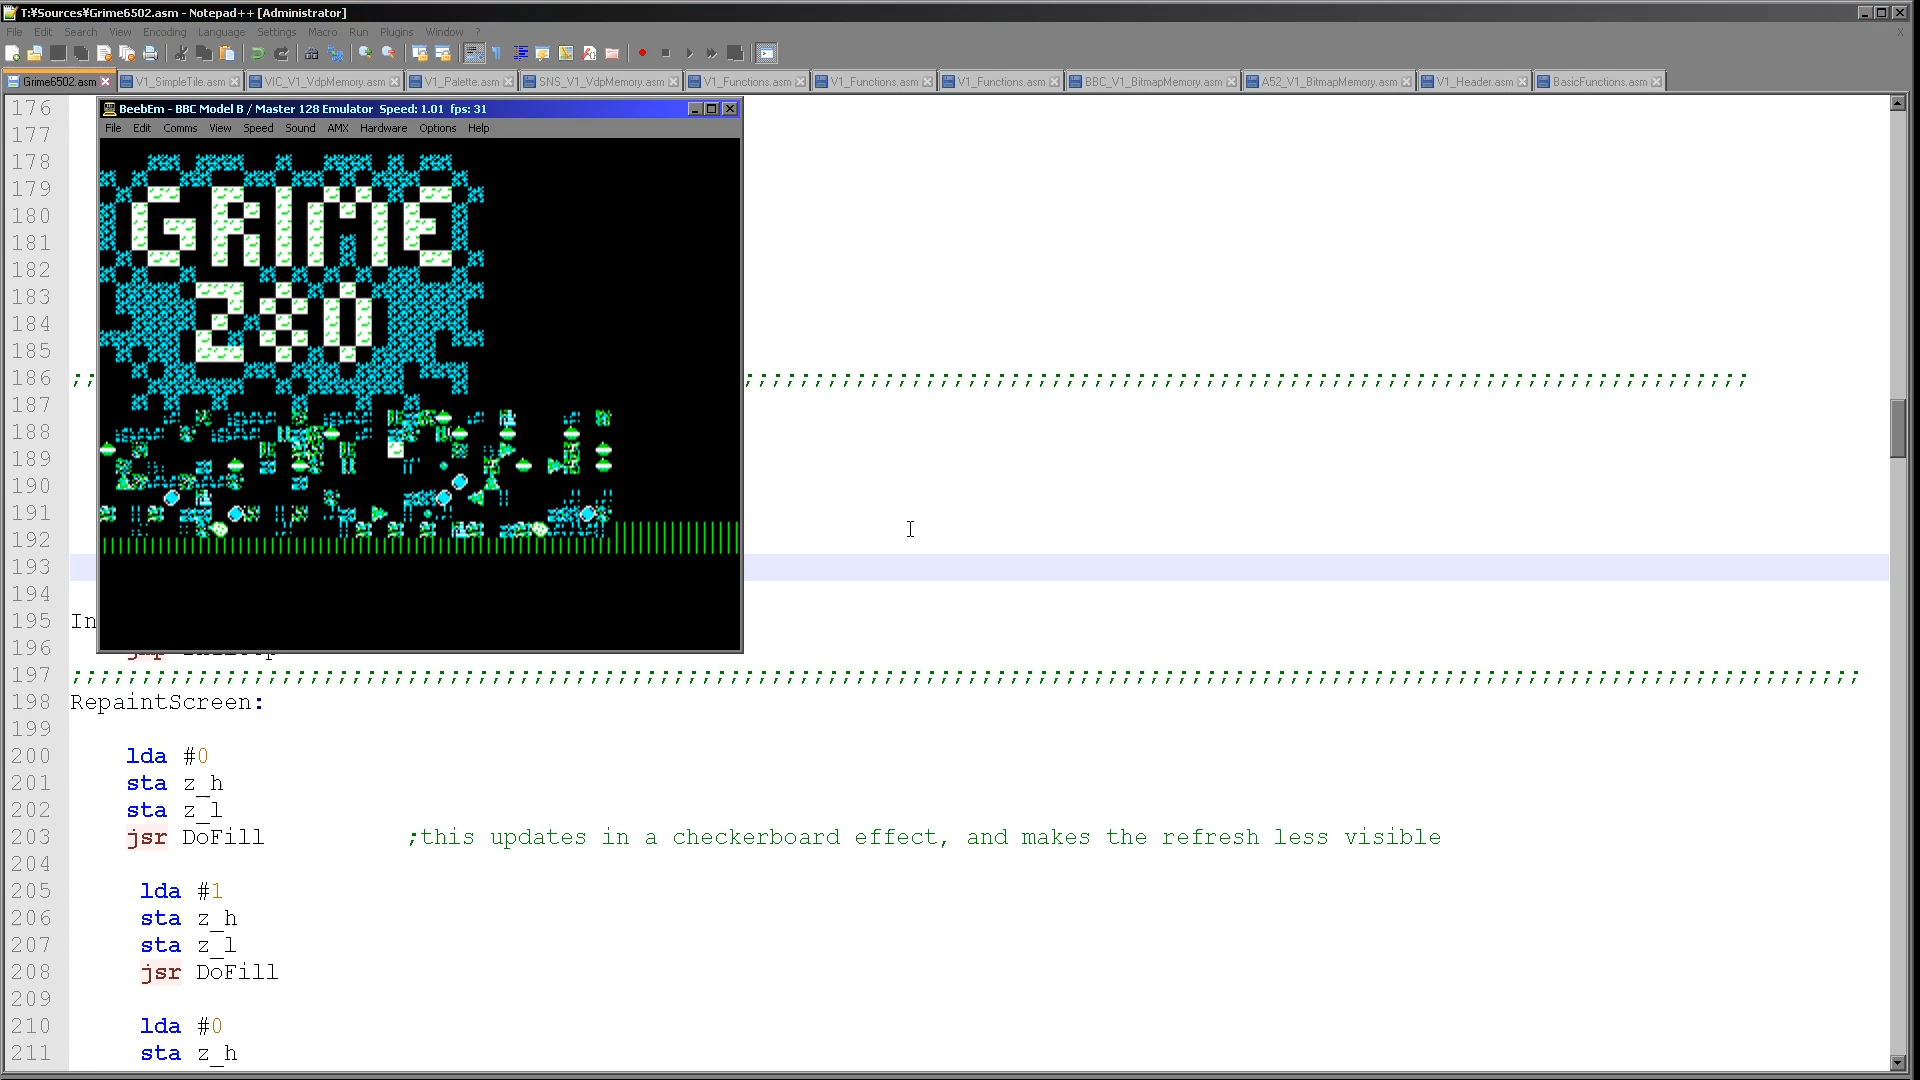 T:¥Sources¥Grime6502.asm - Notepad++ [Administrator]
File Edit Search View Encoding Language Settings Macro Run Plugins Window ? X
Grime6502.asm V1_SimpleTile.asm VIC_V1_VdpMemory.asm V1_Palette.asm SNS_V1_VdpMemory.asm V1_Functions.asm V1_Functions.asm V1_Functions.asm BBC_V1_BitmapMemory.asm A52_V1_BitmapMemory.asm V1_Header.asm BasicFunctions.asm
BeebEm - BBC Model B / Master 128 Emulator Speed: 1.01 fps: 31
File Edit Comms View Speed Sound AMX Hardware Options Help
GRIME
Z80
176
177
178
179
180
181
182
183
184
185
186 ;;;;;;;;;;;;;;;;;;;;;;;;;;;;;;;;;;;;;;;;;;;;;;;;;;;;;;;;;;;;;;;;;;;;;;;;;
187
188
189
190
191
192
193
194
195 In
196
197 ;;;;;;;;;;;;;;;;;;;;;;;;;;;;;;;;;;;;;;;;;;;;;;;;;;;;;;;;;;;;;;;;;;;;;;;;;;;;;;;;;;;;;;;;;;;;;;;;;;;;;;;;;;;;;;;;;;;;;;;;;;;;;;;;
198 RepaintScreen:
199
200 lda #0
201 sta z_h
202 sta z_l
203 jsr DoFill ;this updates in a checkerboard effect, and makes the refresh less visible
204
205 lda #1
206 sta z_h
207 sta z_l
208 jsr DoFill
209
210 lda #0
211 sta z_h